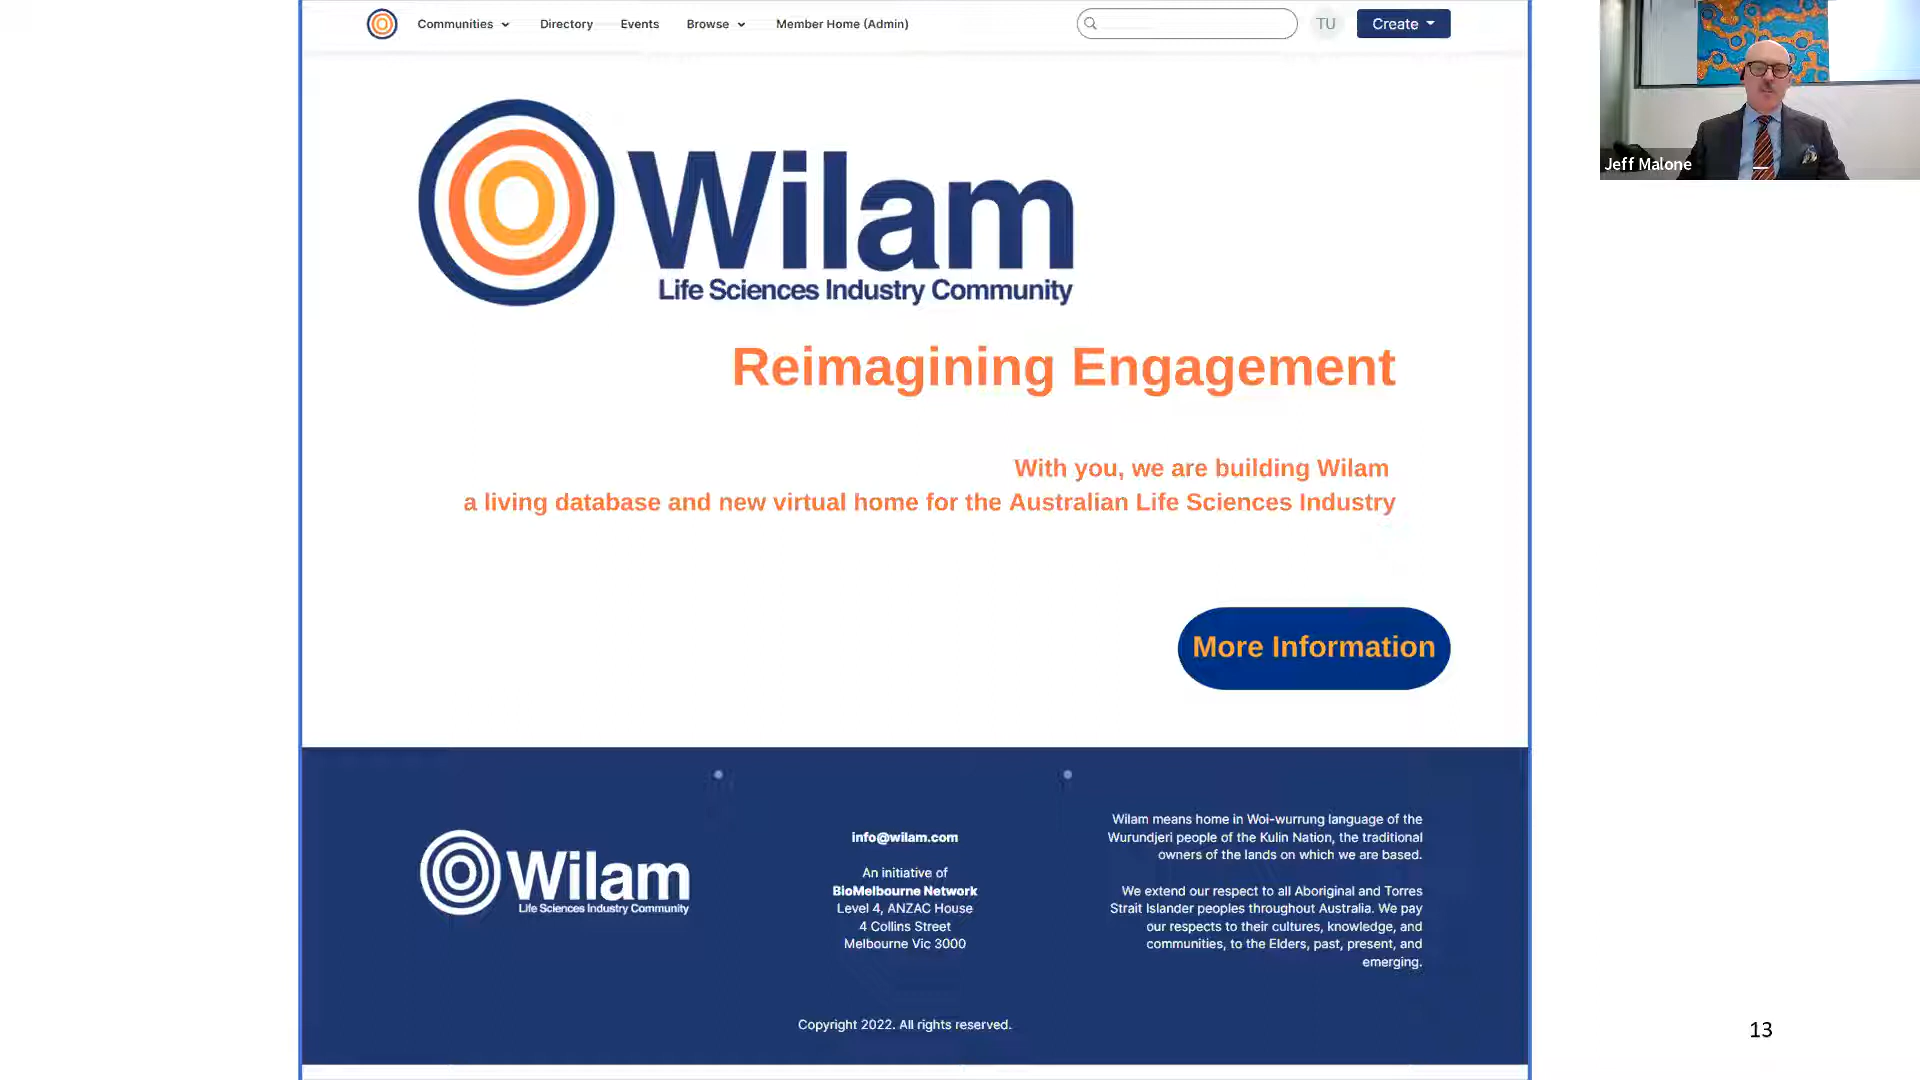 Communities
Directory
Events
Browse
Member Home (Admin)
TU
Create
Jeff Malone
Wilam
Life Sciences Industry Community
Reimagining Engagement
With you, we are building Wilam
a living database and new virtual home for the Australian Life Sciences Industry
More Information
Wilam
Life Sciences Industry Community
info@wilam.com
An initiative of
BioMelbourne Network
Level 4, ANZAC House
4 Collins Street
Melbourne Vic 3000
Wilam means home in Woi-wurrung language of the
Wurundjeri people of the Kulin Nation, the traditional
owners of the lands on which we are based.
We extend our respect to all Aboriginal and Torres
Strait Islander peoples throughout Australia. We pay
our respects to their cultures, knowledge, and
communities, to the Elders, past, present, and
emerging.
Copyright 2022. All rights reserved.
13